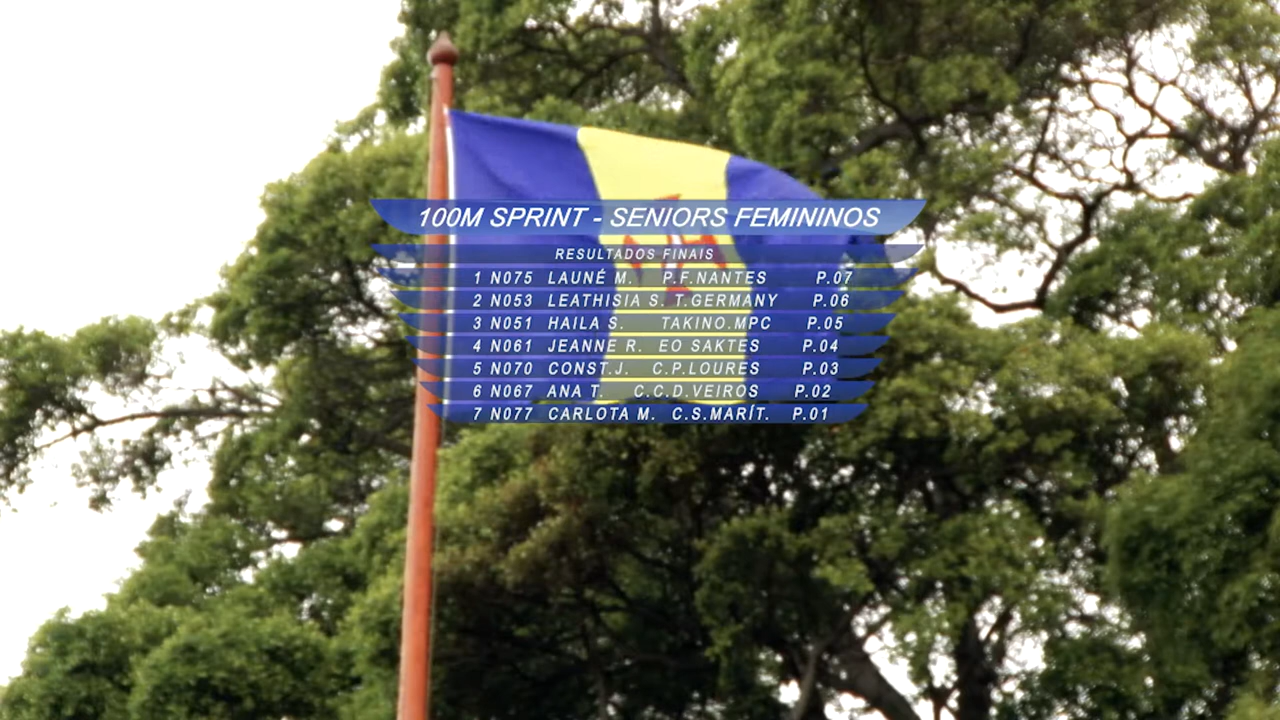 100M SPRINT - SENIORS FEMININOS
RESULTADOS FINAIS
1 N075 LAUNÉ M. P.F.NANTES P.07
2 N053 LEATHISIA S. T.GERMANY P.06
3 N051 HAILA S. TAKINO.MPC P.05
4 N061 JEANNE R. EO SAKTES P.04
5 N070 CONST.J. C.P.LOURES P.03
6 N067 ANA T. C.C.D.VEIROS P.02
7 N077 CARLOTA M. C.S.MARÍT. P.01